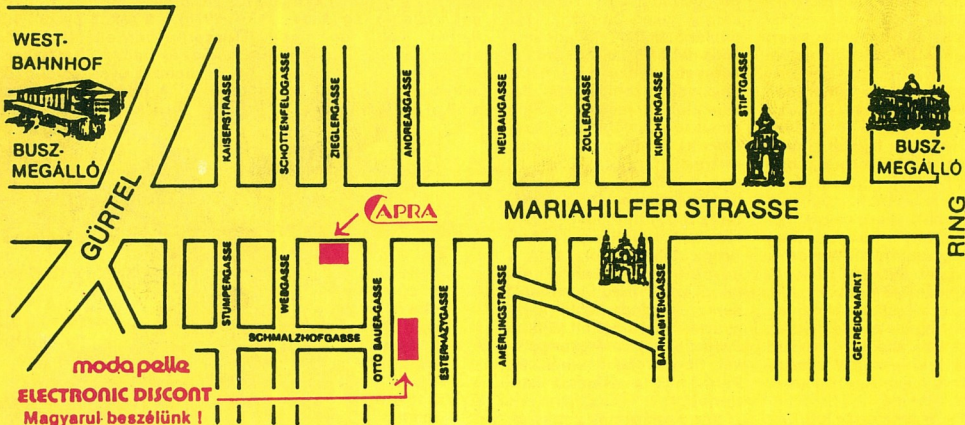 WEST-
BAHNHOF
BUSZ-
MEGÁLLÓ
GÜRTEL
KAISERSTRASSE
SCHOTTENFELDGASSE
ZIEGLERGASSE
ANDREASGASSE
NEUBAUGASSE
ZOLLERGASSE
KIRCHENGASSE
STIFTGASSE
BUSZ-
MEGÁLLÓ
RING
CAPRA
MARIAHILFER STRASSE
STUMPERGASSE
WEBGASSE
SCHMALZHOFGASSE
OTTO BAUER-GASSE
ESTERHÁZYGASSE
AMERLINGSTRASSE
BARNABITENGASSE
GETREIDEMARKT
moda pelle
ELECTRONIC DISCONT
Magyarul beszélünk !